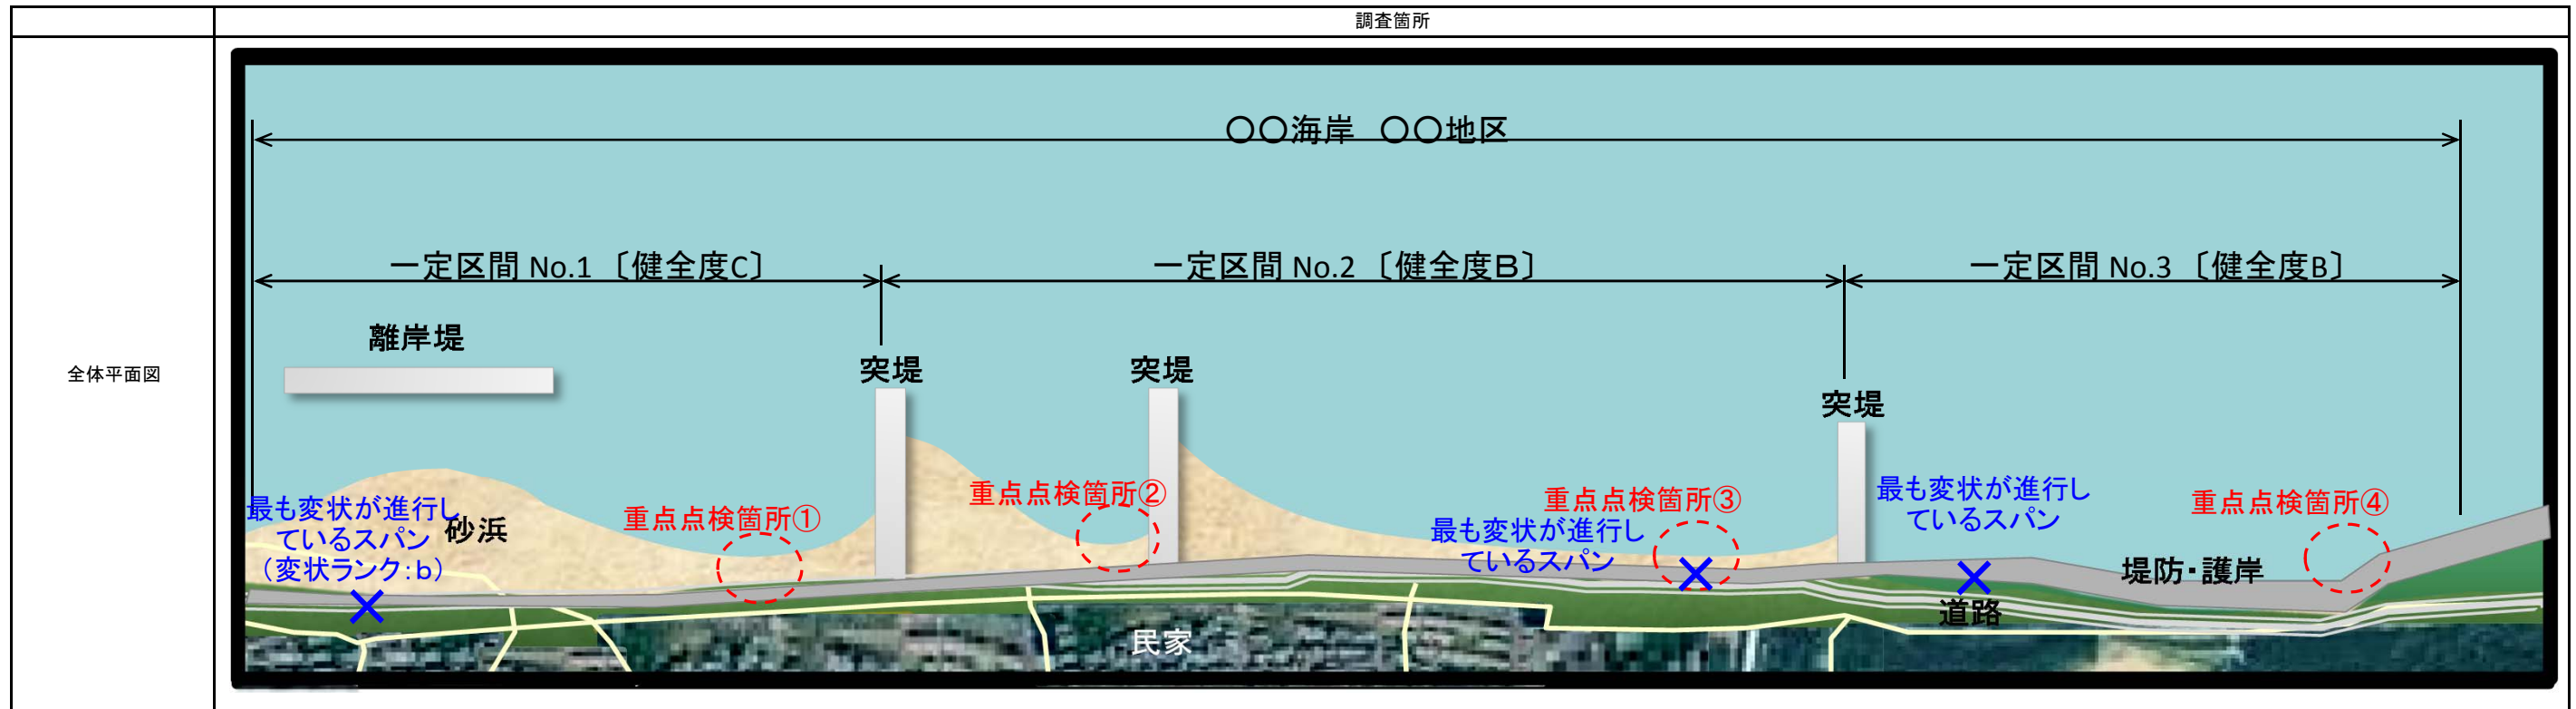 調査箇所
全体平面図
〇〇海岸　〇〇地区
一定区間 No.1 〔健全度C〕
一定区間 No.2 〔健全度Ｂ〕
一定区間 No.3 〔健全度B〕
離岸堤
突堤
突堤
突堤
最も変状が進行し
ているスパン
（変状ランク：ｂ）
砂浜
重点点検箇所①
重点点検箇所②
重点点検箇所③
最も変状が進行し
ているスパン
最も変状が進行し
ているスパン
重点点検箇所④
堤防・護岸
道路
民家